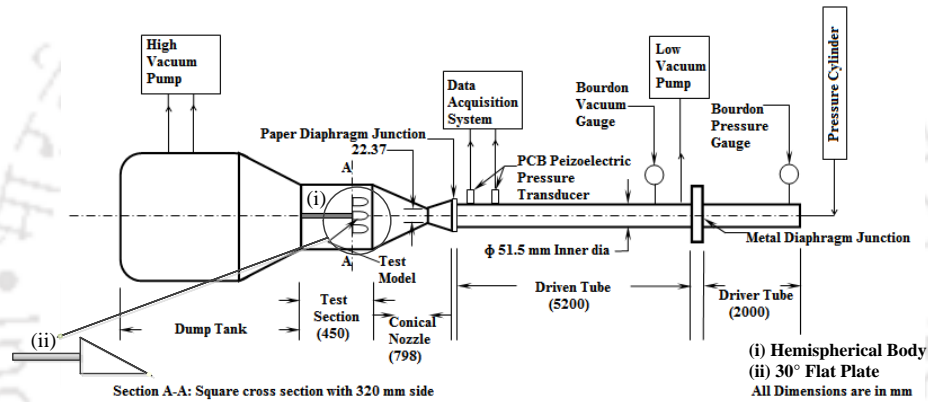 High
Vacuum
Pump
Data
Acquisition
System
Bourdon
Vacuum
Gauge
Low
Vacuum
Pump
Bourdon
Pressure
Gauge
Pressure Cylinder
Paper Diaphragm Junction
22.37
A
(i)
PCB Peizoelectric
Pressure
Transducer
ϕ 51.5 mm Inner dia
Metal Diaphragm Junction
A
Test
Model
Dump Tank
Test
Section
(450)
Conical
Nozzle
(798)
Driven Tube
(5200)
Driver Tube
(2000)
(ii)
(i) Hemispherical Body
(ii) 30° Flat Plate
Section A-A: Square cross section with 320 mm side
All Dimensions are in mm